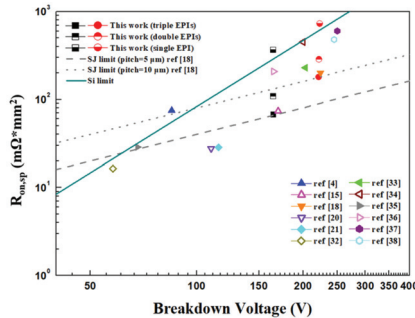 This work (triple EPIs)
This work (double EPIs)
This work (single EPI)
SJ limit (pitch=5 μm) ref [18]
SJ limit (pitch=10 μm) ref [18]
Si limit
R_on,sp (mΩ*mm²)
10³
10²
10¹
10⁰
ref [4]
ref [15]
ref [18]
ref [20]
ref [21]
ref [32]
ref [33]
ref [34]
ref [35]
ref [36]
ref [37]
ref [38]
50
100
150
200
250
300
350
400
Breakdown Voltage (V)